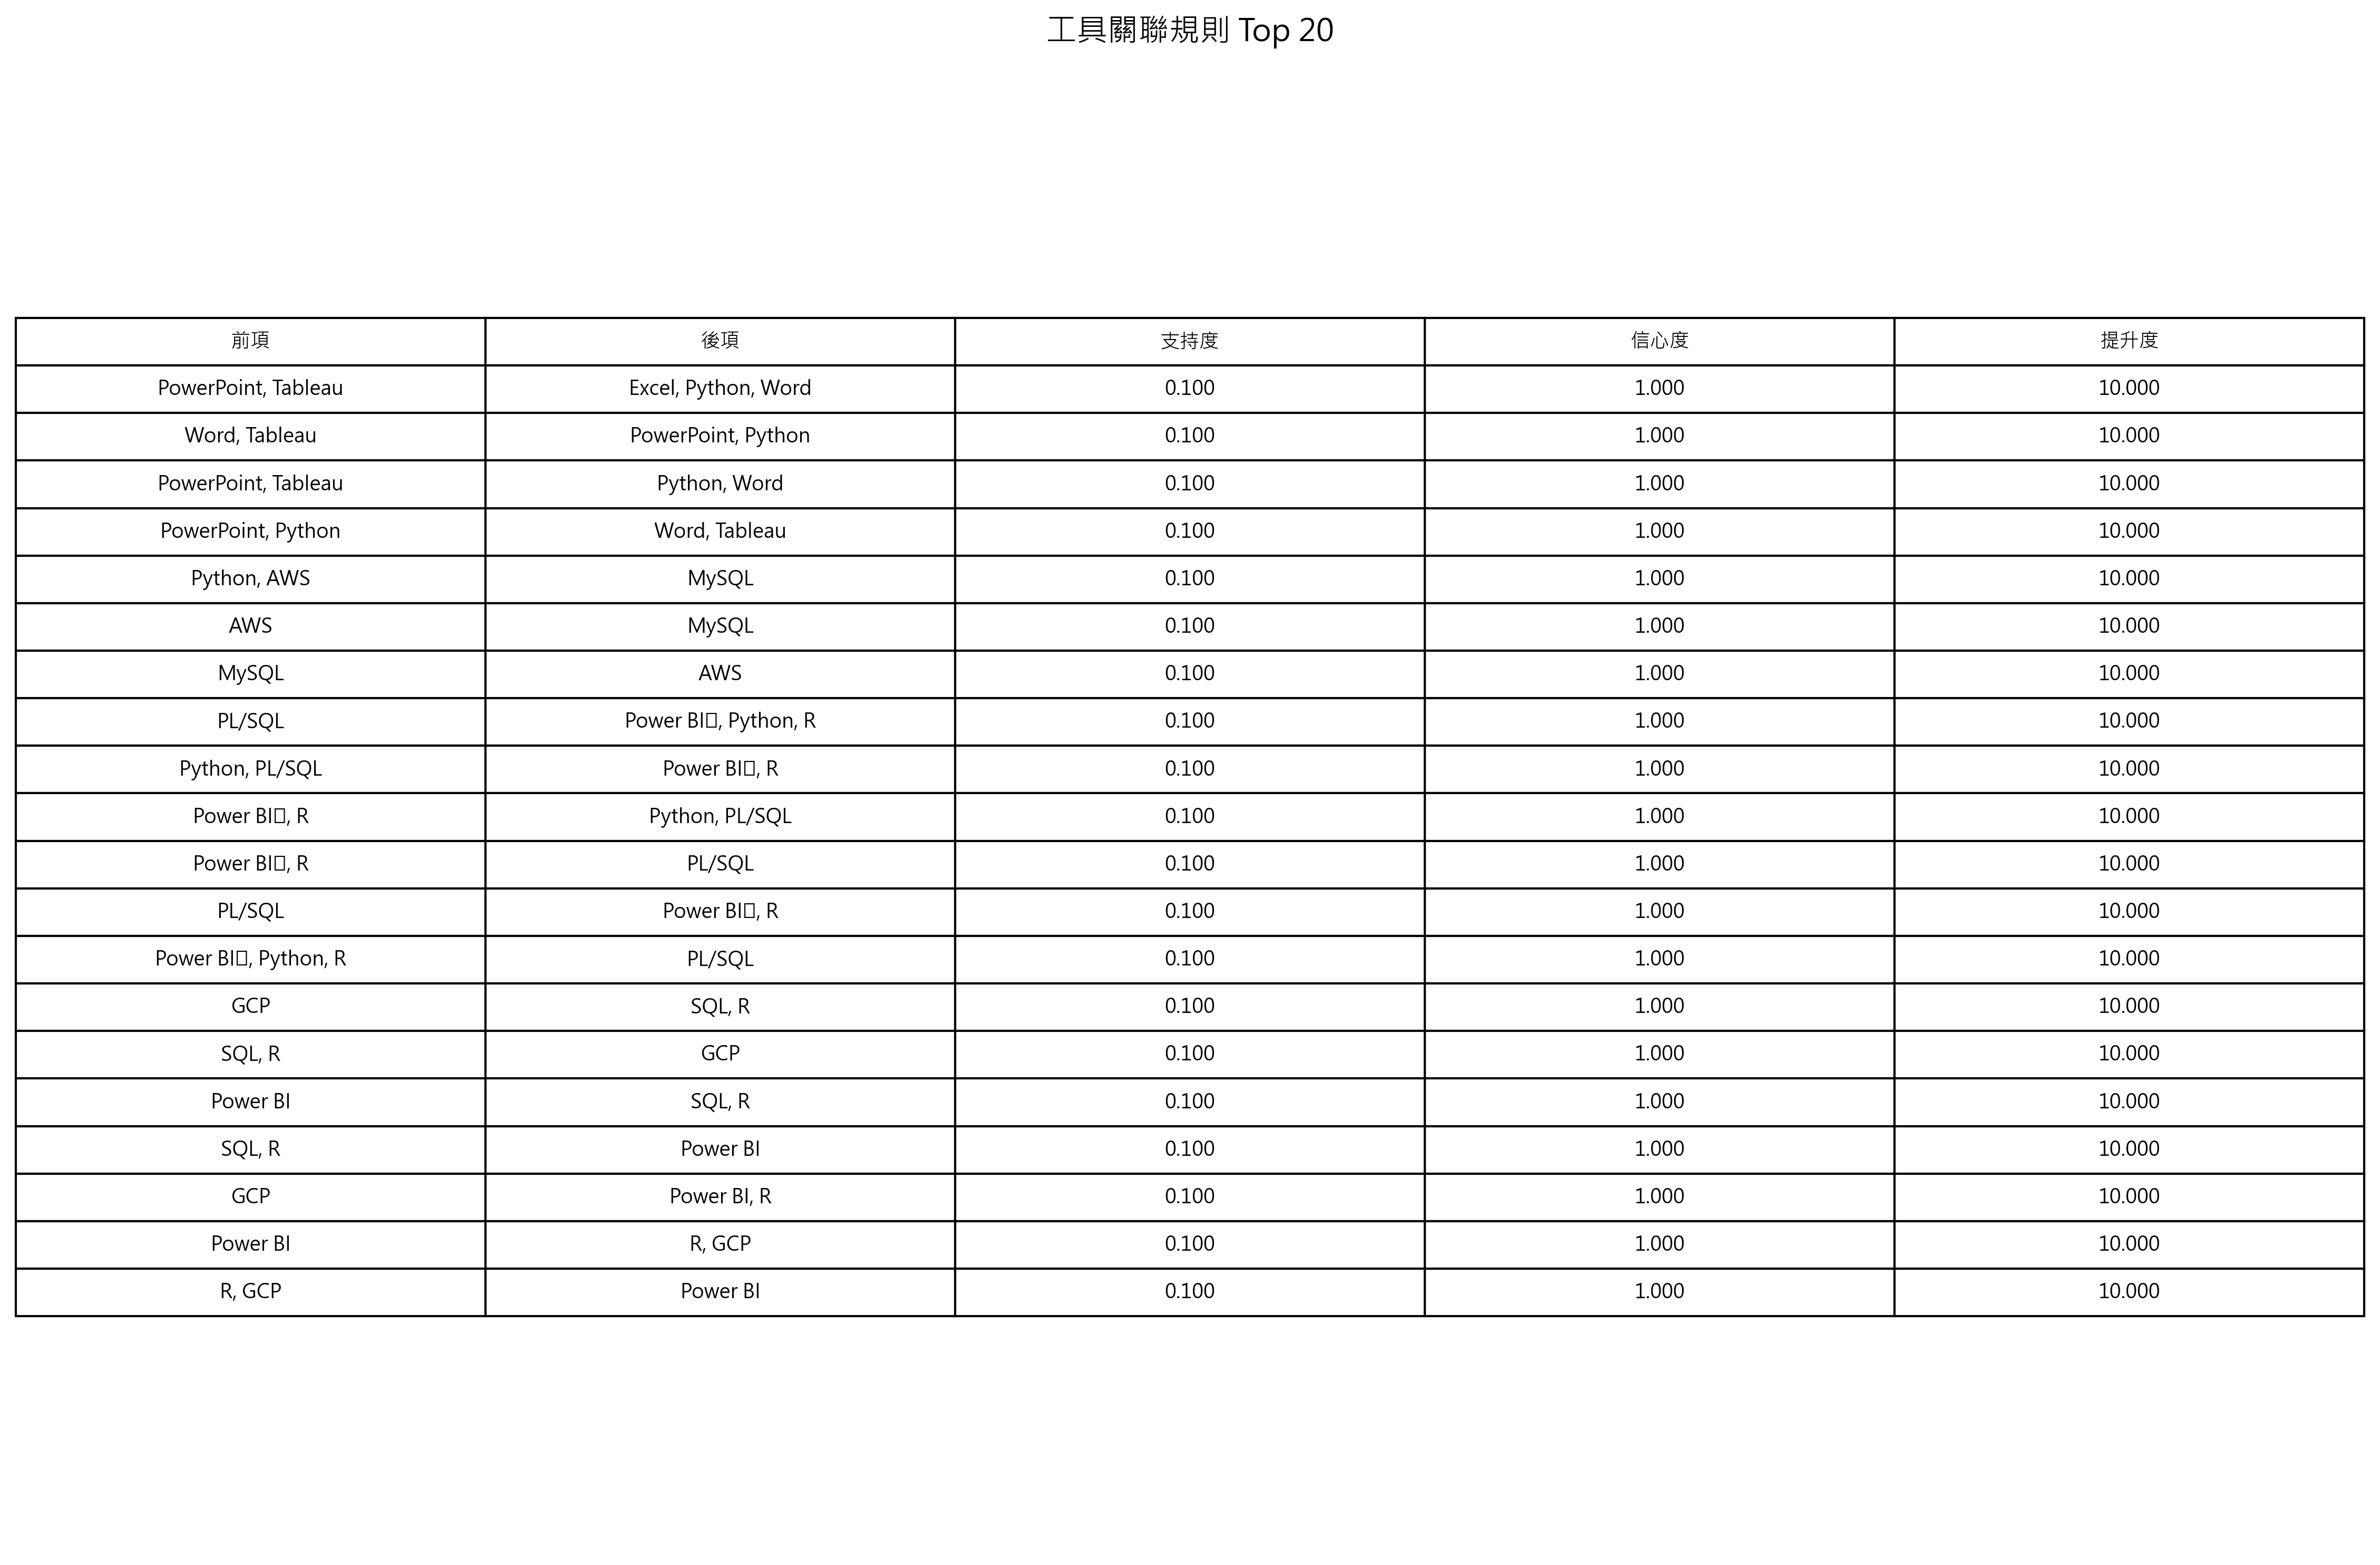 工具關聯規則 Top 20
前項 後項 支持度 信心度 提升度
PowerPoint, Tableau Excel, Python, Word 0.100 1.000 10.000
Word, Tableau PowerPoint, Python 0.100 1.000 10.000
PowerPoint, Tableau Python, Word 0.100 1.000 10.000
PowerPoint, Python Word, Tableau 0.100 1.000 10.000
Python, AWS MySQL 0.100 1.000 10.000
AWS MySQL 0.100 1.000 10.000
MySQL AWS 0.100 1.000 10.000
PL/SQL Power BI□, Python, R 0.100 1.000 10.000
Python, PL/SQL Power BI□, R 0.100 1.000 10.000
Power BI□, R Python, PL/SQL 0.100 1.000 10.000
Power BI□, R PL/SQL 0.100 1.000 10.000
PL/SQL Power BI□, R 0.100 1.000 10.000
Power BI□, Python, R PL/SQL 0.100 1.000 10.000
GCP SQL, R 0.100 1.000 10.000
SQL, R GCP 0.100 1.000 10.000
Power BI SQL, R 0.100 1.000 10.000
SQL, R Power BI 0.100 1.000 10.000
GCP Power BI, R 0.100 1.000 10.000
Power BI R, GCP 0.100 1.000 10.000
R, GCP Power BI 0.100 1.000 10.000